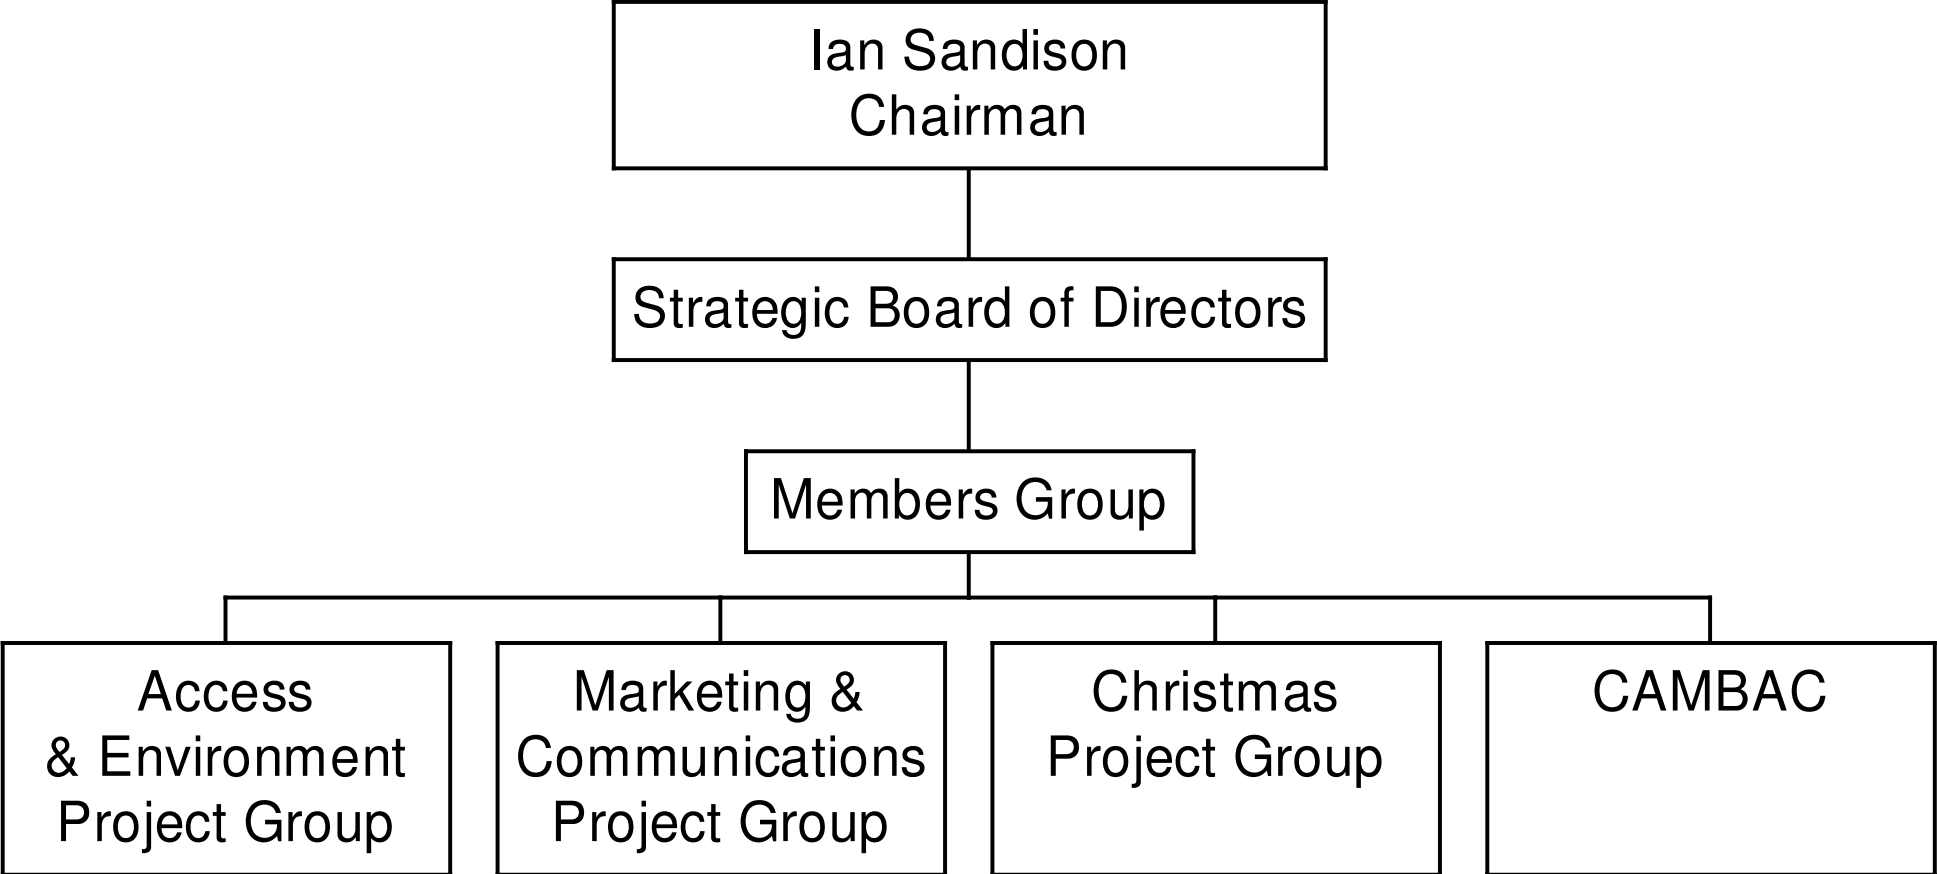 Ian Sandison
Chairman
Strategic Board of Directors
Members Group
Access
& Environment
Project Group
Marketing &
Communications
Project Group
Christmas
Project Group
CAMBAC